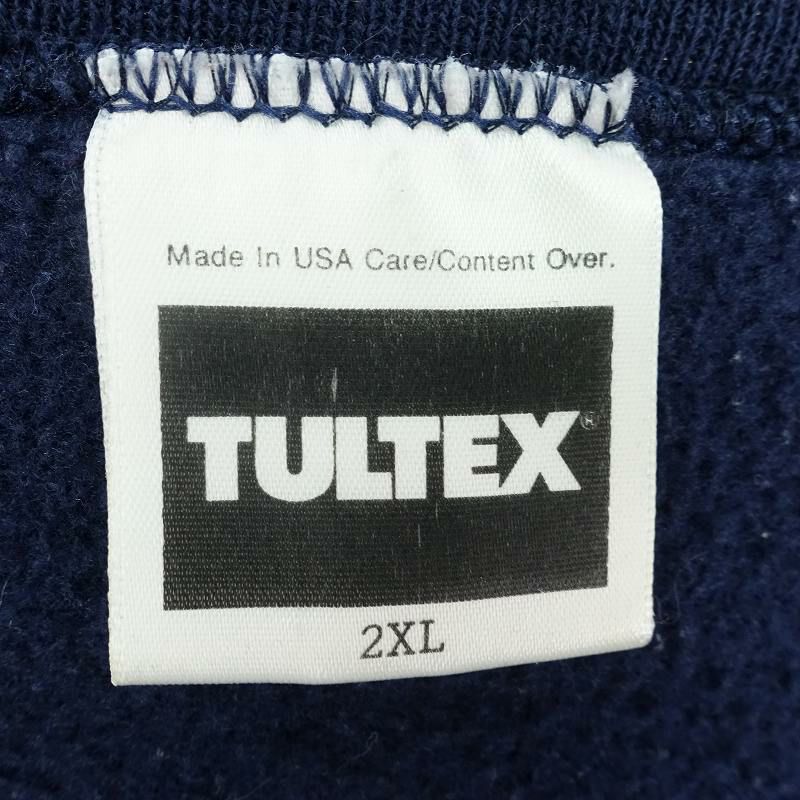 Made In USA Care/Content Over.
TULTEX®
2XL